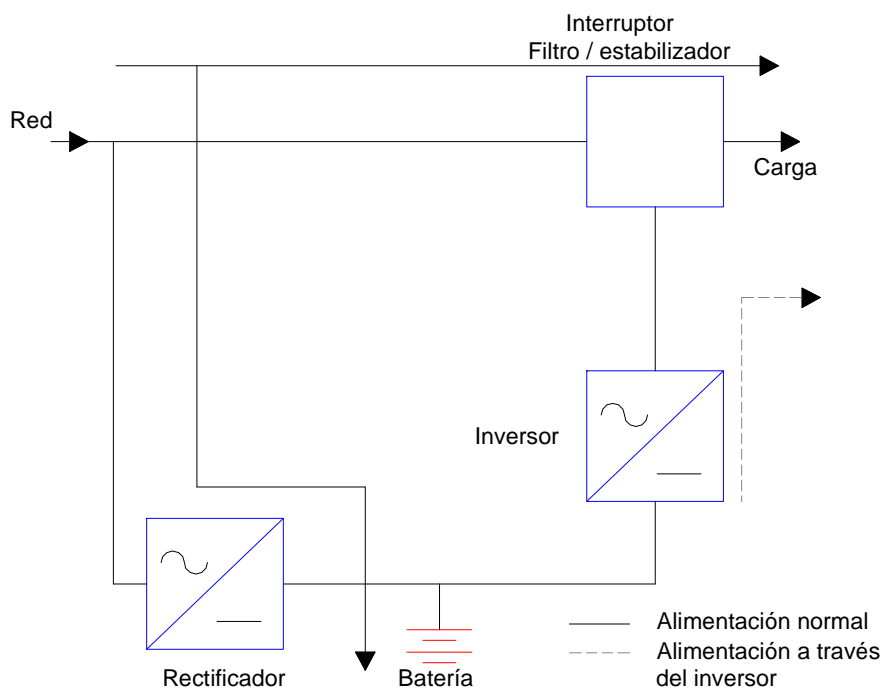 Interruptor
Filtro / estabilizador
Red
Carga
Inversor
Alimentación normal
Alimentación a través
del inversor
Rectificador
Batería